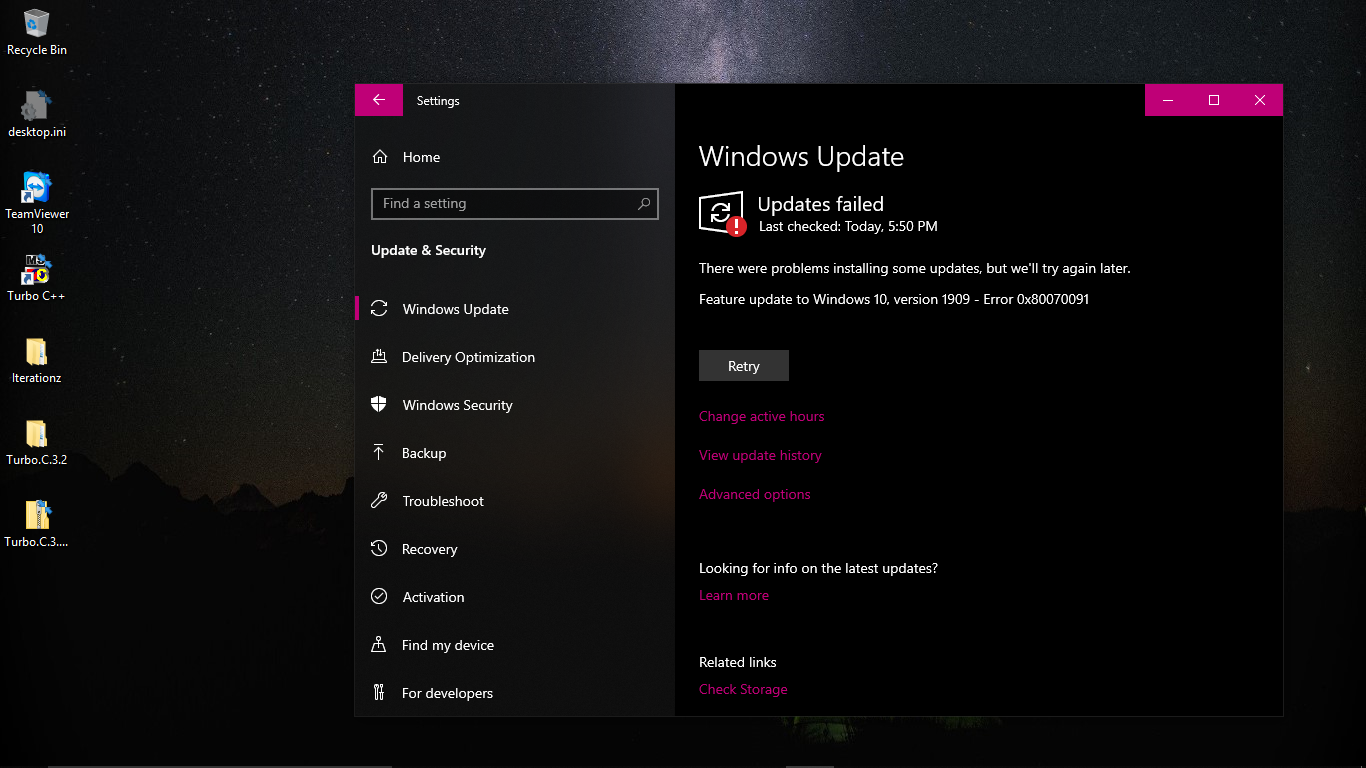 Recycle Bin
desktop.ini
TeamViewer
10
MS
Turbo C++
Iterationz
Turbo.C.3.2
Turbo.C.3....
Settings
Home
Find a setting
Update & Security
Windows Update
Delivery Optimization
Windows Security
Backup
Troubleshoot
Recovery
Activation
Find my device
For developers
Windows Update
Updates failed
Last checked: Today, 5:50 PM
There were problems installing some updates, but we'll try again later.
Feature update to Windows 10, version 1909 - Error 0x80070091
Retry
Change active hours
View update history
Advanced options
Looking for info on the latest updates?
Learn more
Related links
Check Storage